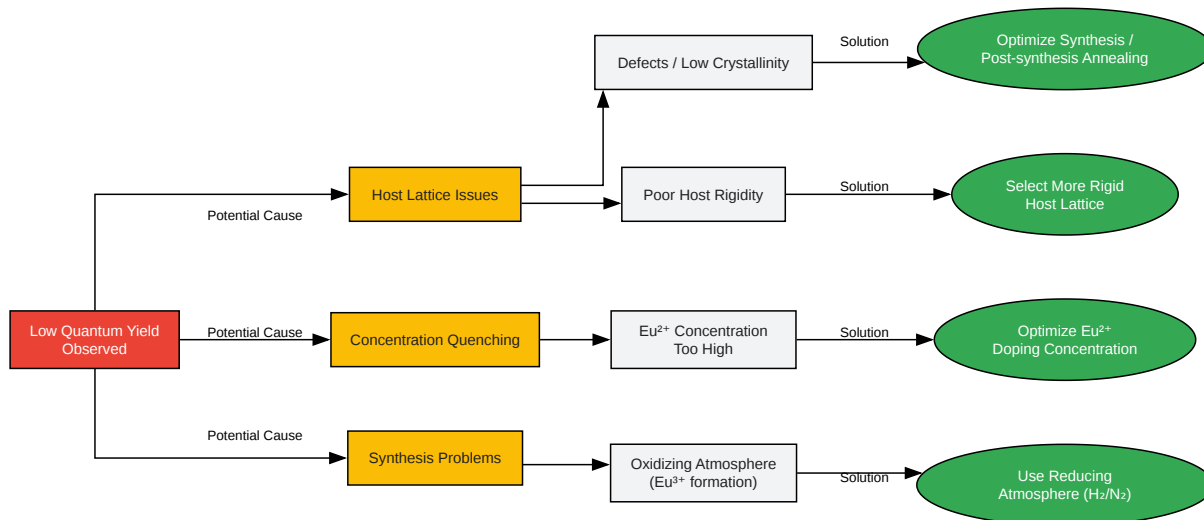 Solution
Optimize Synthesis /
Post-synthesis Annealing
Defects / Low Crystallinity
Host Lattice Issues
Poor Host Rigidity
Solution
Select More Rigid
Host Lattice
Potential Cause
Low Quantum Yield
Observed
Potential Cause
Concentration Quenching
Eu²⁺ Concentration
Too High
Solution
Optimize Eu²⁺
Doping Concentration
Potential Cause
Synthesis Problems
Oxidizing Atmosphere
(Eu³⁺ formation)
Solution
Use Reducing
Atmosphere (H₂/N₂)